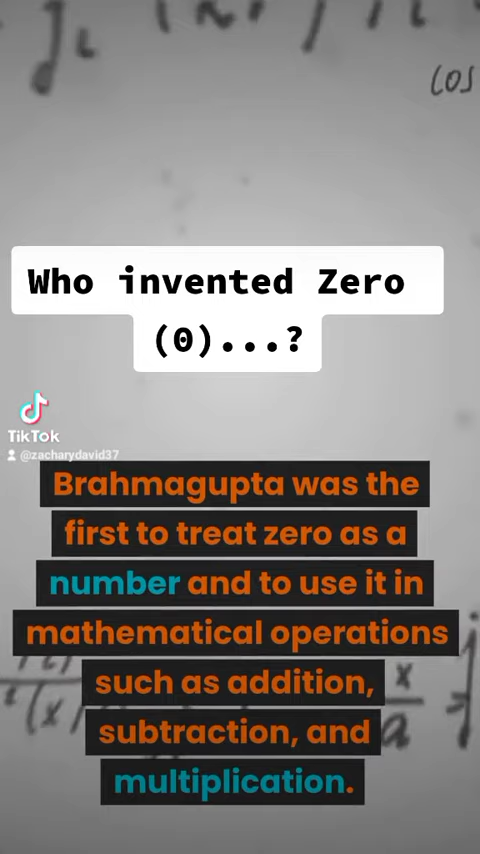 cos
Who invented Zero
(0)...?
TikTok
@zacharydavid37
Brahmagupta was the
first to treat zero as a
number and to use it in
mathematical operations
such as addition,
subtraction, and
multiplication.